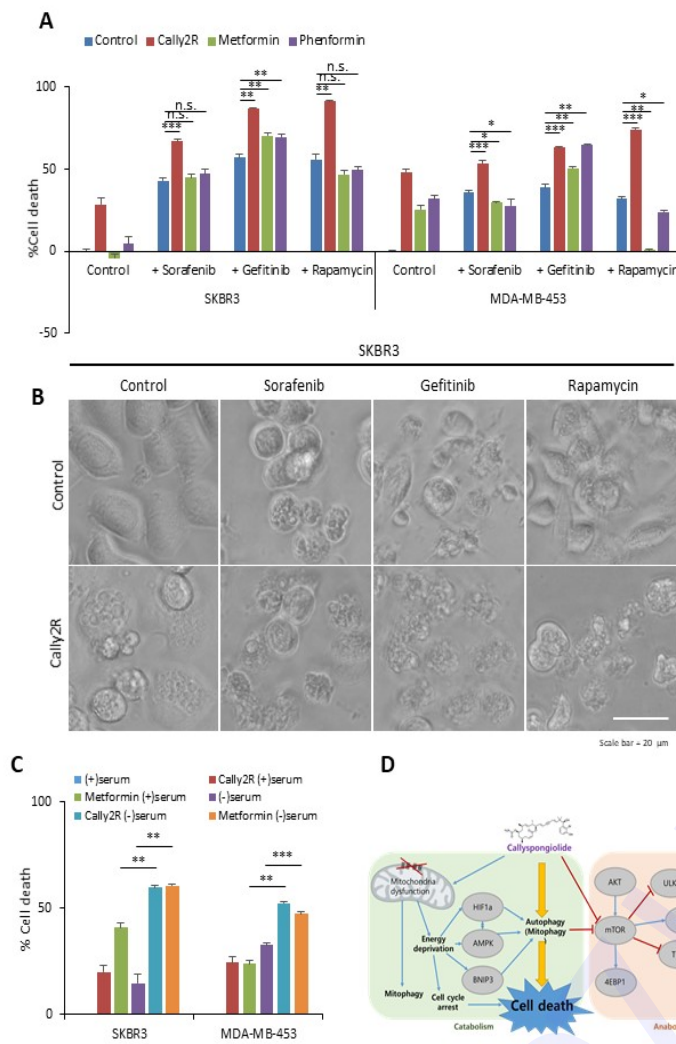 A
Control Cally2R Metformin Phenformin
n.s.
** n.s.
n.s. ** n.s. * **
*** ** ** * ** **
*** *** ***
*
100
50
0
-50
%Cell death
Control + Sorafenib + Gefitinib + Rapamycin Control + Sorafenib + Gefitinib + Rapamycin
SKBR3 MDA-MB-453
SKBR3
Control Sorafenib Gefitinib Rapamycin
B
Control
Cally2R
Scale bar = 20 µm
C
(+)serum Cally2R (+)serum
Metformin (+)serum (-)serum
Cally2R (-)serum Metformin (-)serum
100
50
0
% Cell death
** ***
** **
SKBR3 MDA-MB-453
D
Callyspongiolide
Mitochondria
dysfunction
HIF1a
AMPK
BNIP3
Energy
deprivation
Autophagy
(Mitophagy
)
Mitophagy
Cell cycle
arrest
Cell death
Catabolism
AKT
mTOR
4EBP1
ULK
T
Anabo